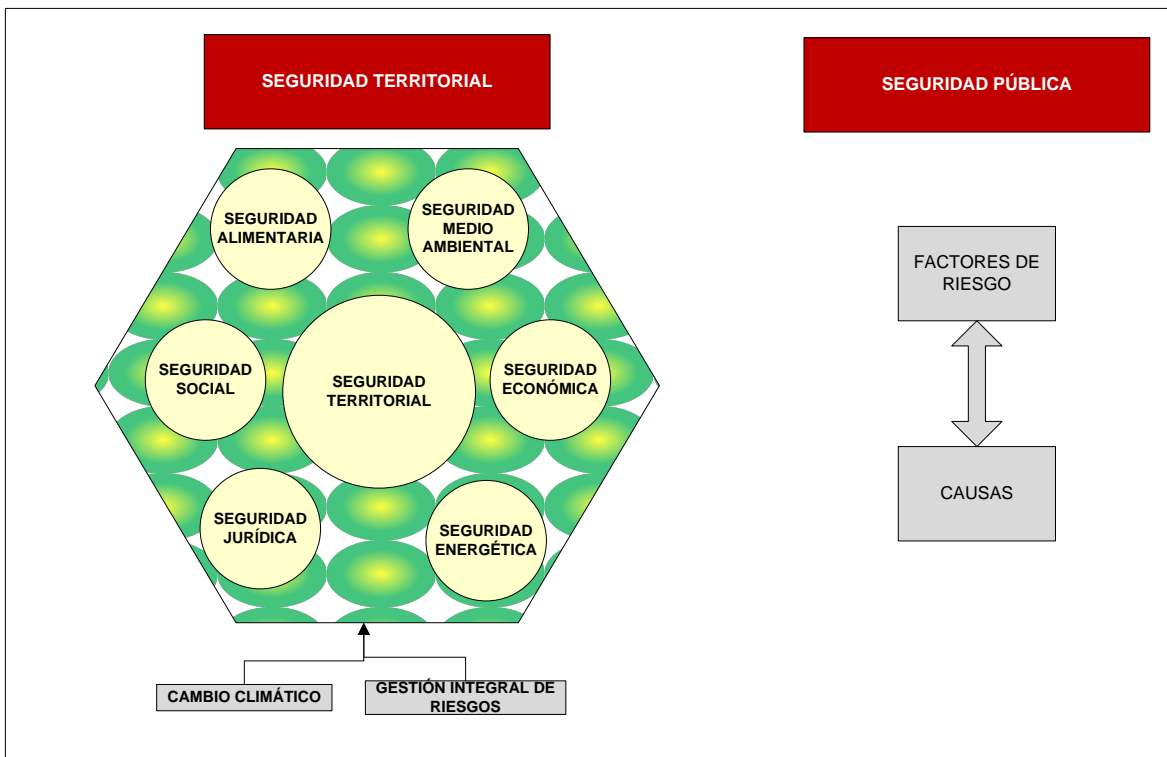 SEGURIDAD TERRITORIAL
SEGURIDAD PÚBLICA
SEGURIDAD
ALIMENTARIA
SEGURIDAD
MEDIO
AMBIENTAL
SEGURIDAD
SOCIAL
SEGURIDAD
TERRITORIAL
SEGURIDAD
ECONÓMICA
SEGURIDAD
JURÍDICA
SEGURIDAD
ENERGÉTICA
CAMBIO CLIMÁTICO
GESTIÓN INTEGRAL DE
RIESGOS
FACTORES DE
RIESGO
CAUSAS